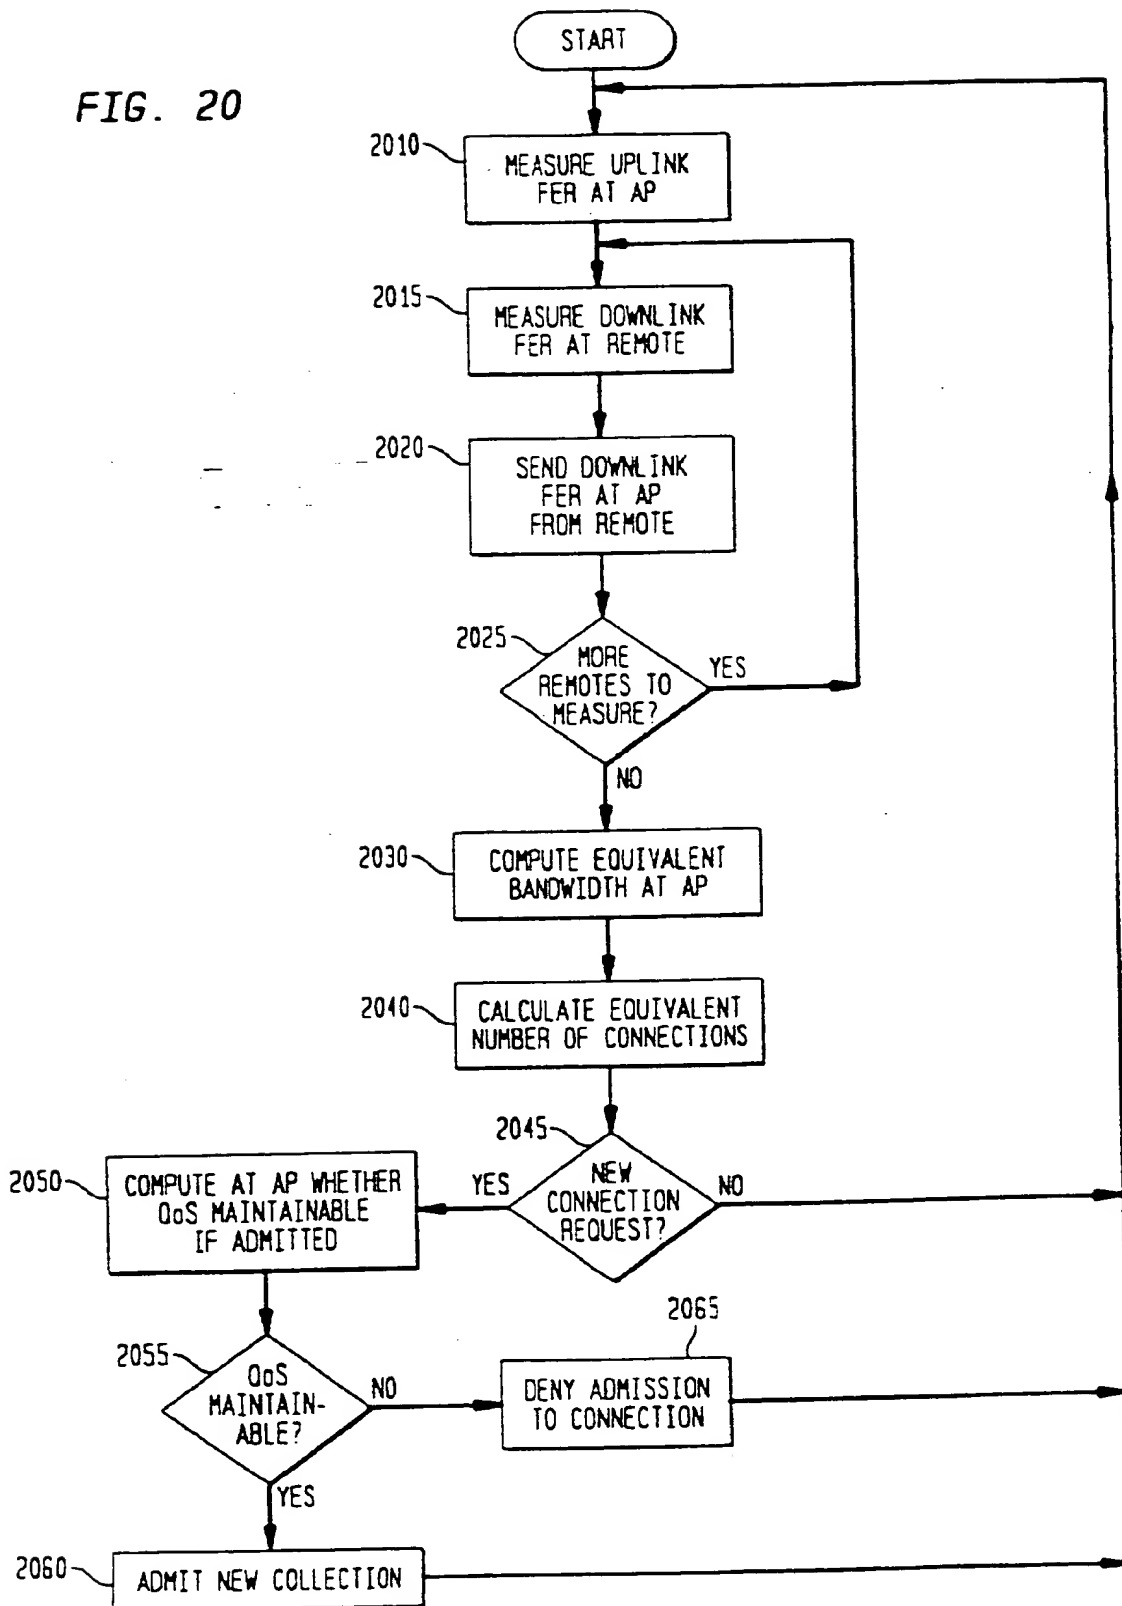 START
FIG. 20
2010
MEASURE UPLINK
FER AT AP
2015
MEASURE DOWNLINK
FER AT REMOTE
2020
SEND DOWNLINK
FER AT AP
FROM REMOTE
2025
MORE
REMOTES TO
MEASURE?
YES
NO
2030
COMPUTE EQUIVALENT
BANDWIDTH AT AP
2040
CALCULATE EQUIVALENT
NUMBER OF CONNECTIONS
2045
NEW
CONNECTION
REQUEST?
YES
NO
2050
COMPUTE AT AP WHETHER
QoS MAINTAINABLE
IF ADMITTED
2055
QoS
MAINTAIN-
ABLE?
NO
YES
2065
DENY ADMISSION
TO CONNECTION
2060
ADMIT NEW COLLECTION